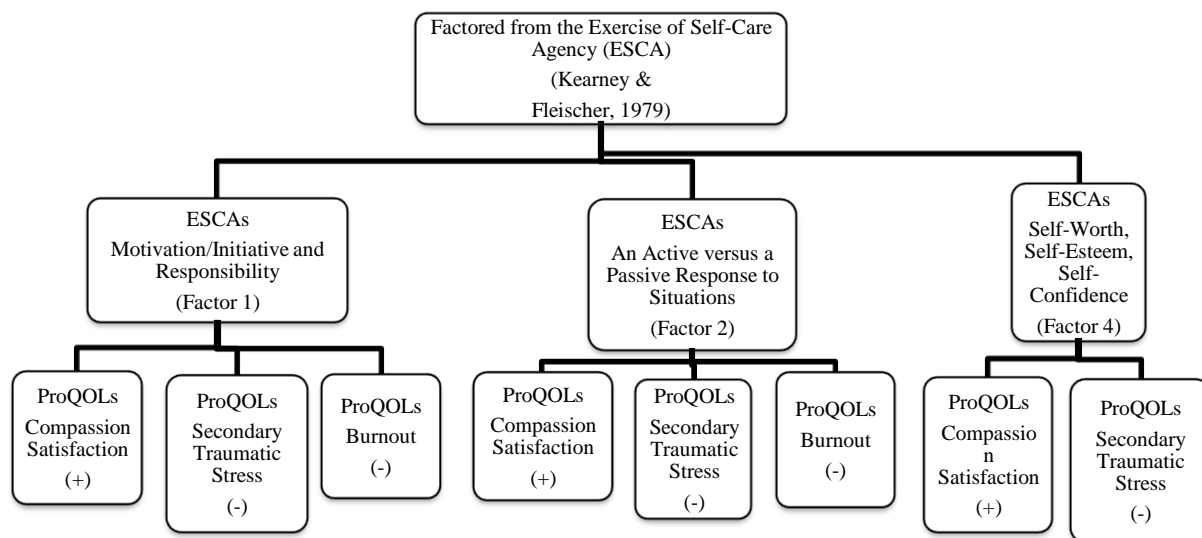 Factored from the Exercise of Self-Care
Agency (ESCA)
(Kearney &
Fleischer, 1979)
ESCAs
Motivation/Initiative and
Responsibility
(Factor 1)
ESCAs
An Active versus a
Passive Response to
Situations
(Factor 2)
ESCAs
Self-Worth,
Self-Esteem,
Self-
Confidence
(Factor 4)
ProQOLs
Compassion
Satisfaction
(+)
ProQOLs
Secondary
Traumatic
Stress
(-)
ProQOLs
Burnout
(-)
ProQOLs
Compassion
Satisfaction
(+)
ProQOLs
Secondary
Traumatic
Stress
(-)
ProQOLs
Burnout
(-)
ProQOLs
Compassio
n
Satisfaction
(+)
ProQOLs
Secondary
Traumatic
Stress
(-)